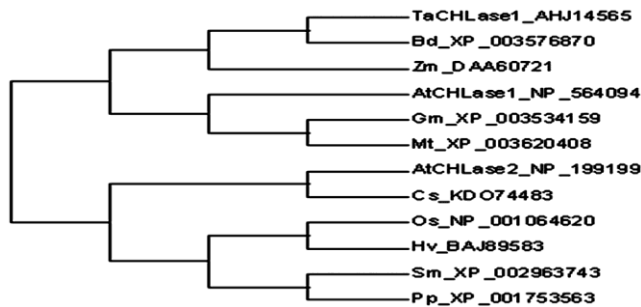 TaCHLase1_AHJ14565
Bd_XP_003576870
Zm_DAA60721
AtCHLase1_NP_564094
Gm_XP_003534159
Mt_XP_003620408
AtCHLase2_NP_199199
Cs_KDO74483
Os_NP_001064620
Hv_BAJ89583
Sm_XP_002963743
Pp_XP_001753563